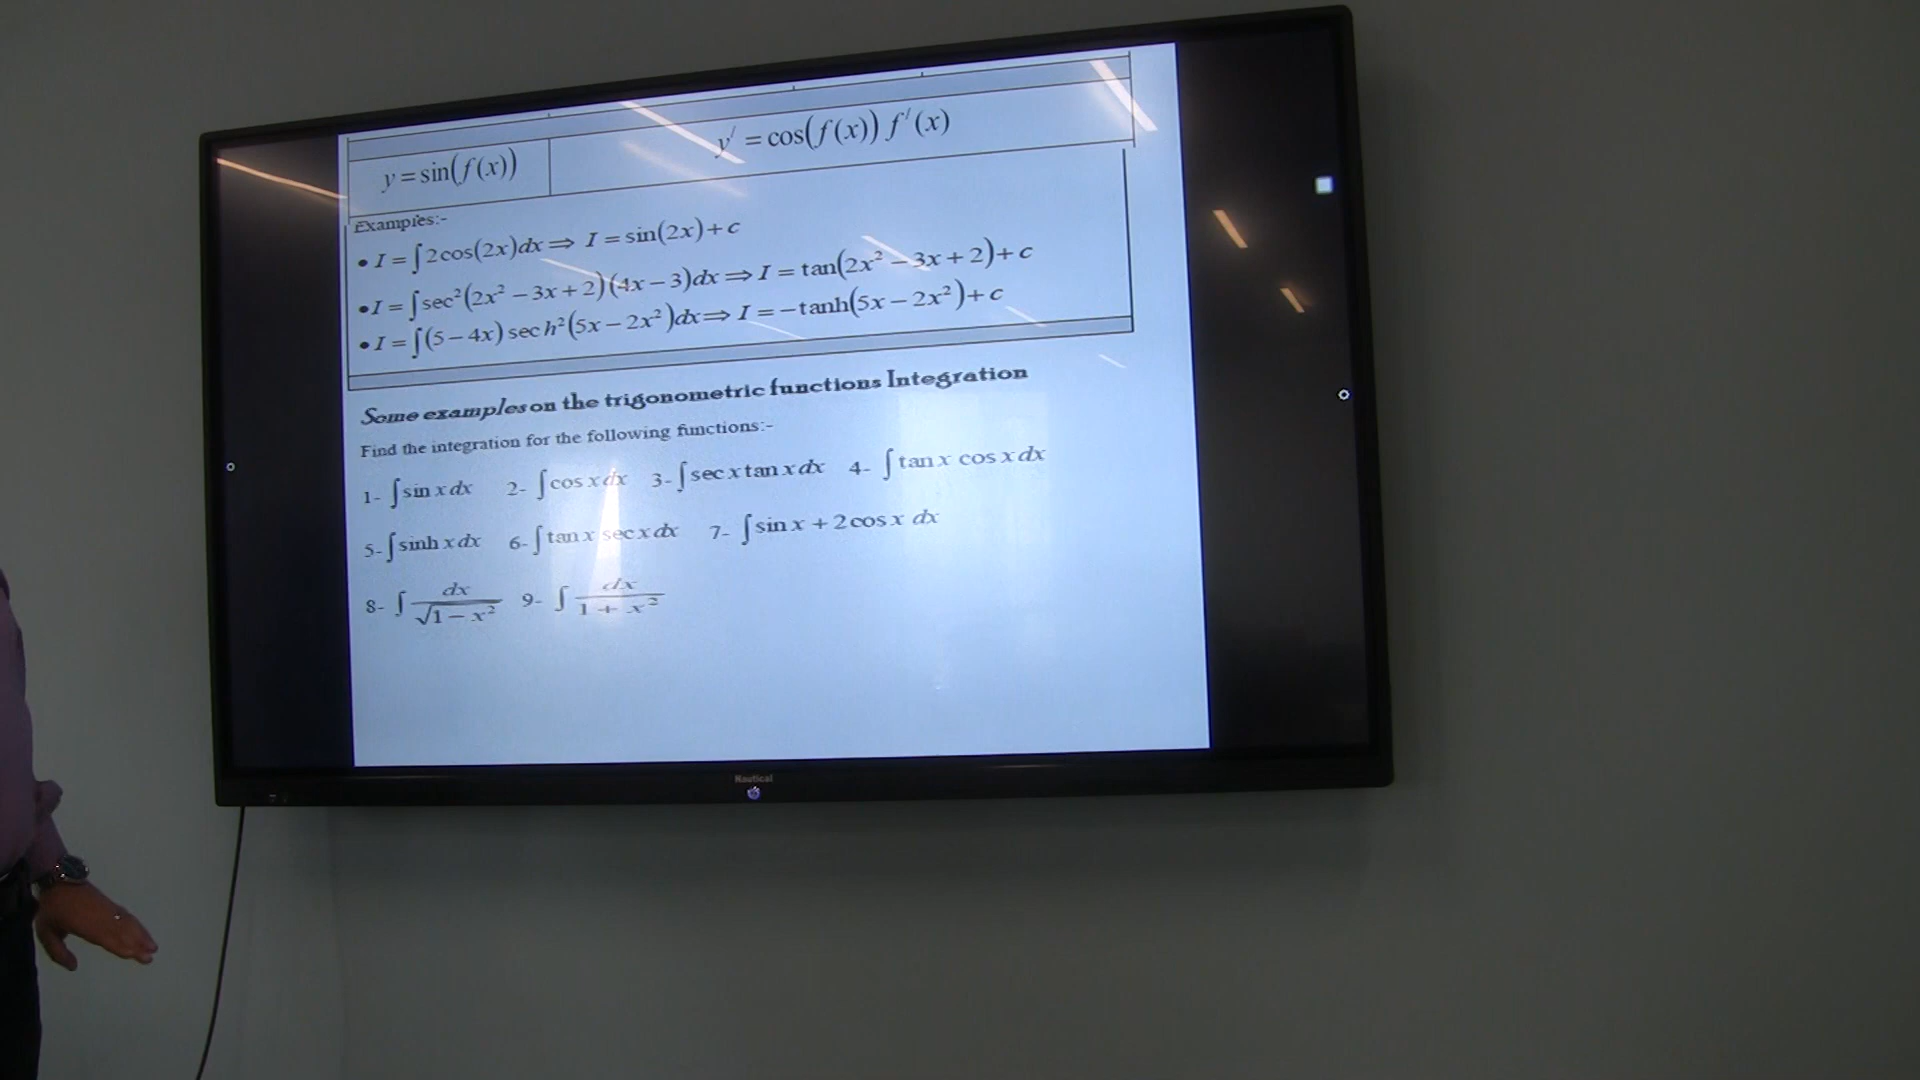 y = sin(f(x)) y′ = cos(f(x)) f′(x)
Examples:-
• I = ∫2cos(2x)dx ⇒ I = sin(2x)+c
• I = ∫sec²(2x² − 3x + 2)(4x − 3)dx ⇒ I = tan(2x² − 3x + 2)+c
• I = ∫(5 − 4x) sec h²(5x − 2x²)dx ⇒ I = −tanh(5x − 2x²)+c
Some examples on the trigonometric functions Integration
Find the integration for the following functions:-
1- ∫sin x dx 2- ∫cos x dx 3- ∫sec x tan x dx 4- ∫tan x cos x dx
5- ∫sinh x dx 6- ∫tan x sec x dx 7- ∫sin x + 2 cos x dx
8- ∫ dx/√(1 − x²) 9- ∫ dx/(1 + x²)
Nautical